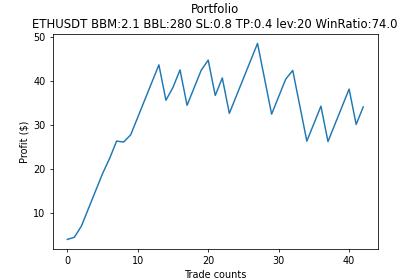 Portfolio
ETHUSDT BBM:2.1 BBL:280 SL:0.8 TP:0.4 lev:20 WinRatio:74.0
50
40
30
20
10
Profit ($)
0
10
20
30
40
Trade counts